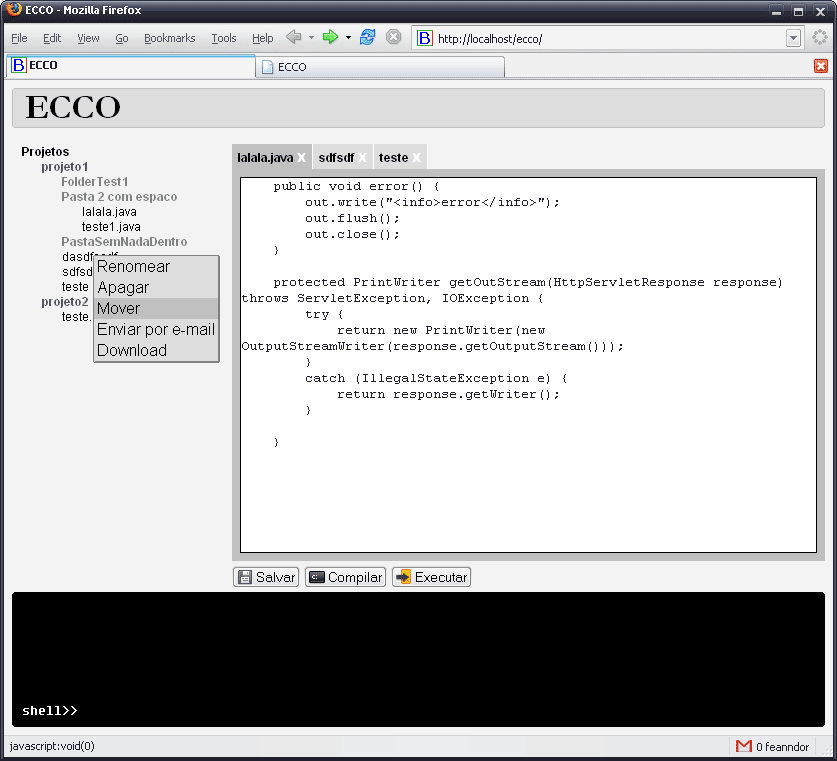 ECCO - Mozilla Firefox
File Edit View Go Bookmarks Tools Help
B http://localhost/ecco/
B ECCO
ECCO
ECCO
Projetos
projeto1
FolderTest1
Pasta 2 com espaco
lalala.java
teste1.java
PastaSemNadaDentro
sdfsd
teste
projeto2
teste.
Renomear
Apagar
Mover
Enviar por e-mail
Download
lalala.java X sdfsdf X teste X
public void error() {
out.write("<info>error</info>");
out.flush();
out.close();
}
protected PrintWriter getOutStream(HttpServletResponse response)
throws ServletException, IOException {
try {
return new PrintWriter(new
OutputStreamWriter(response.getOutputStream()));
}
catch (IllegalStateException e) {
return response.getWriter();
}
}
Salvar Compilar Executar
shell>>
javascript:void(0)
0 feanndor